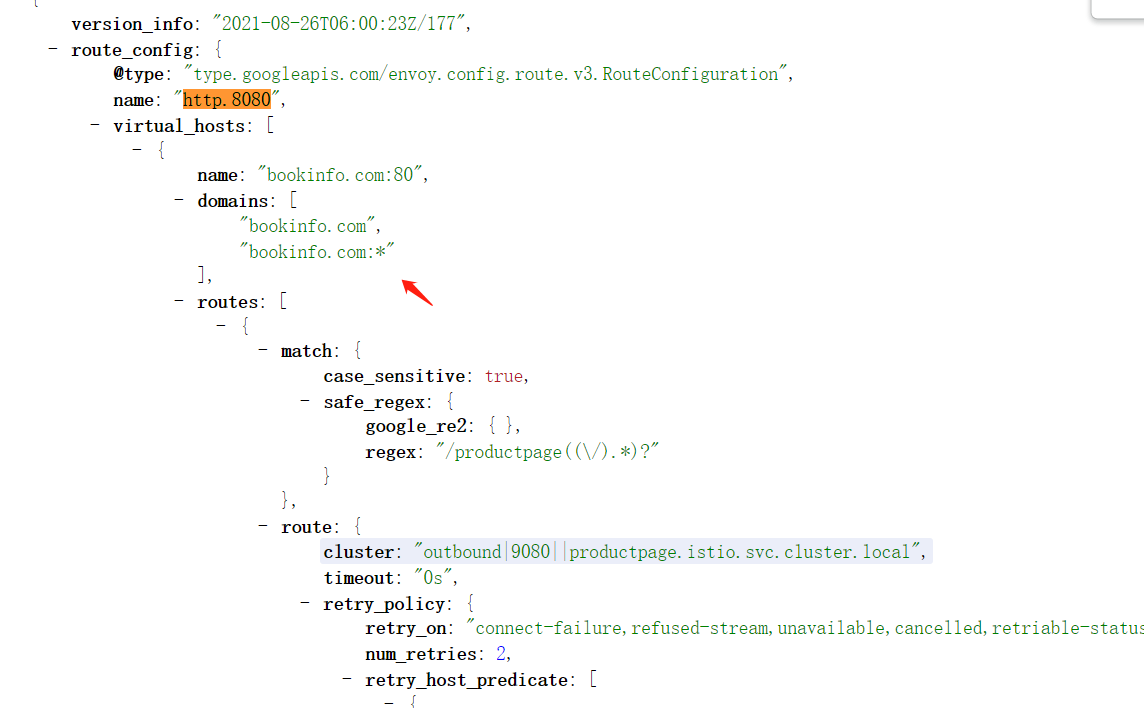 {
version_info: "2021-08-26T06:00:23Z/177",
- route_config: {
@type: "type.googleapis.com/envoy.config.route.v3.RouteConfiguration",
name: "http.8080",
- virtual_hosts: [
- {
name: "bookinfo.com:80",
- domains: [
"bookinfo.com",
"bookinfo.com:*"
],
- routes: [
- {
- match: {
case_sensitive: true,
- safe_regex: {
google_re2: { },
regex: "/productpage((\/).*)?"
}
},
- route: {
cluster: "outbound|9080||productpage.istio.svc.cluster.local",
timeout: "0s",
- retry_policy: {
retry_on: "connect-failure,refused-stream,unavailable,cancelled,retriable-status
num_retries: 2,
- retry_host_predicate: [
- {